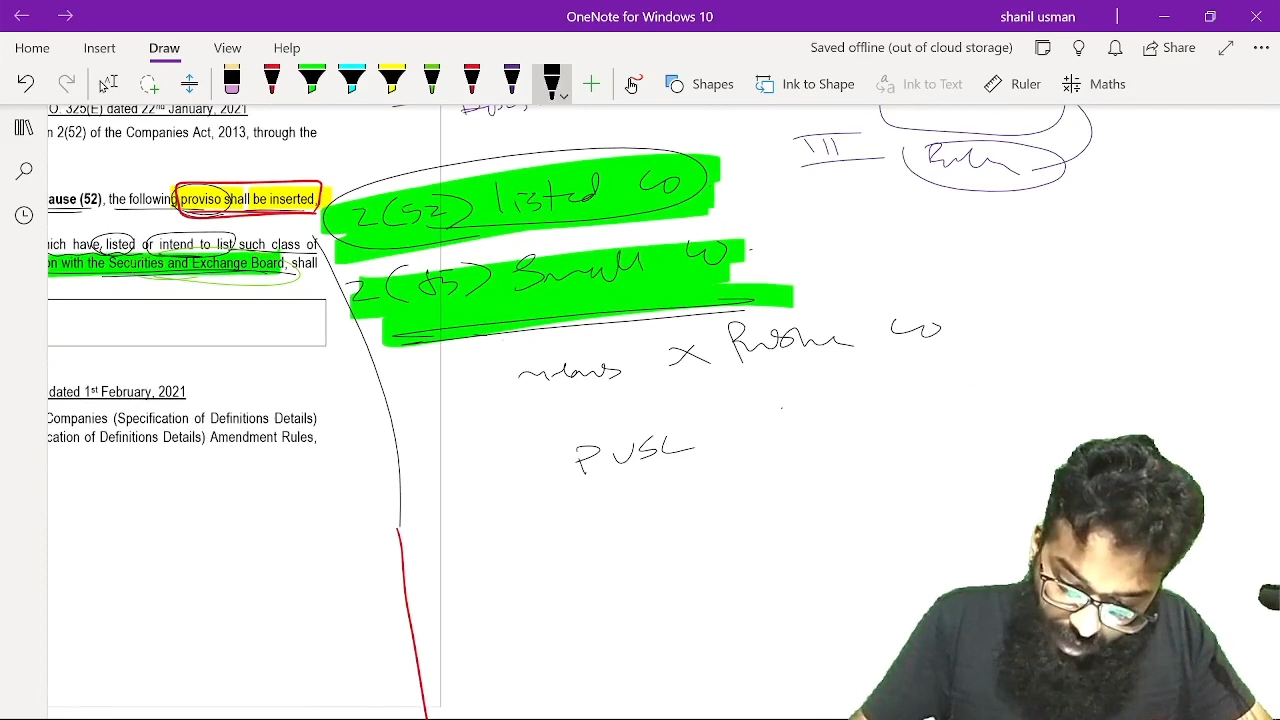 OneNote for Windows 10
shanil usman
Home Insert Draw View Help
Saved offline (out of cloud storage) Share
Shapes Ink to Shape Ink to Text Ruler Maths
O. 325(E) dated 22nd January, 2021
n 2(52) of the Companies Act, 2013, through the
ause (52), the following proviso shall be inserted,
hich have listed or intend to list such class of
on with the Securities and Exchange Board, shall
dated 1st February, 2021
Companies (Specification of Definitions Details)
cation of Definitions Details) Amendment Rules,
III
2(52) listed co
2(85) Small co
means x co